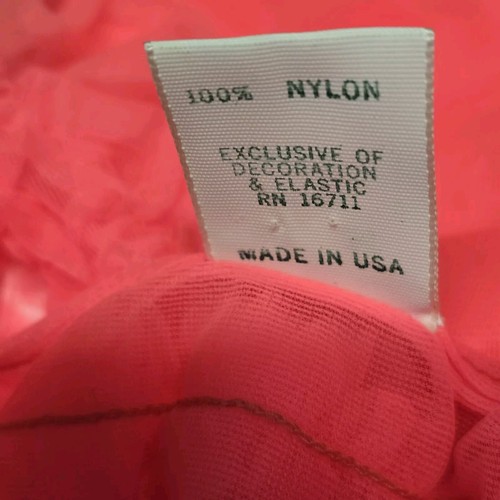 100% NYLON
EXCLUSIVE OF
DECORATION
& ELASTIC
RN 16711
MADE IN USA